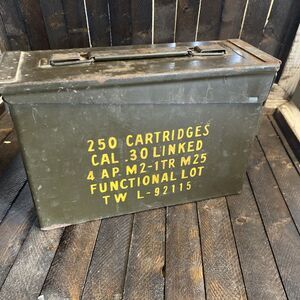 250 CARTRIDGES
CAL .30 LINKED
4 AP M2-1TR M25
FUNCTIONAL LOT
TW L-92115